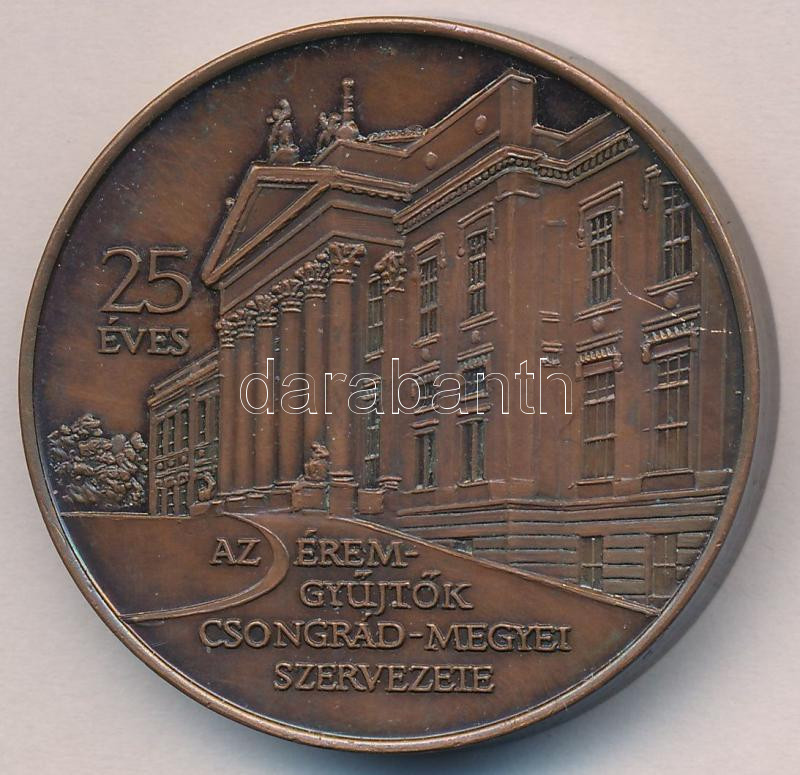 25
ÉVES
darabanth
AZ ÉREM-
GYŰJTŐK
CSONGRÁD-MEGYEI
SZERVEZETE